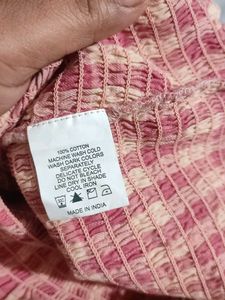 100% COTTON
MACHINE WASH COLD
WASH DARK COLORS
SEPARATELY
DELICATE CYCLE
DO NOT BLEACH
LINE DRY IN SHADE
COOL IRON
MADE IN INDIA